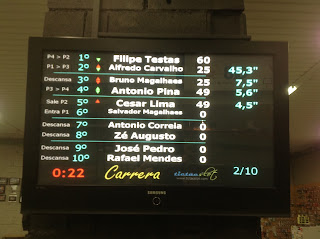 P4 > P2 1º Filipe Testas 60
P1 > P3 2º Alfredo Carvalho 25 45,3"
Descansa 3º Bruno Magalhaes 25 7,5"
P3 > P4 4º Antonio Pina 49 5,6"
Sale P2 5º Cesar Lima 49 4,5"
Entra P1 6º Salvador Magalhaes 0
Descansa 7º Antonio Correia 0
Descansa 8º Zé Augusto 0
Descansa 9º José Pedro 0
Descansa 10º Rafael Mendes 0
0:22 Carrera 2/10
SAMSUNG